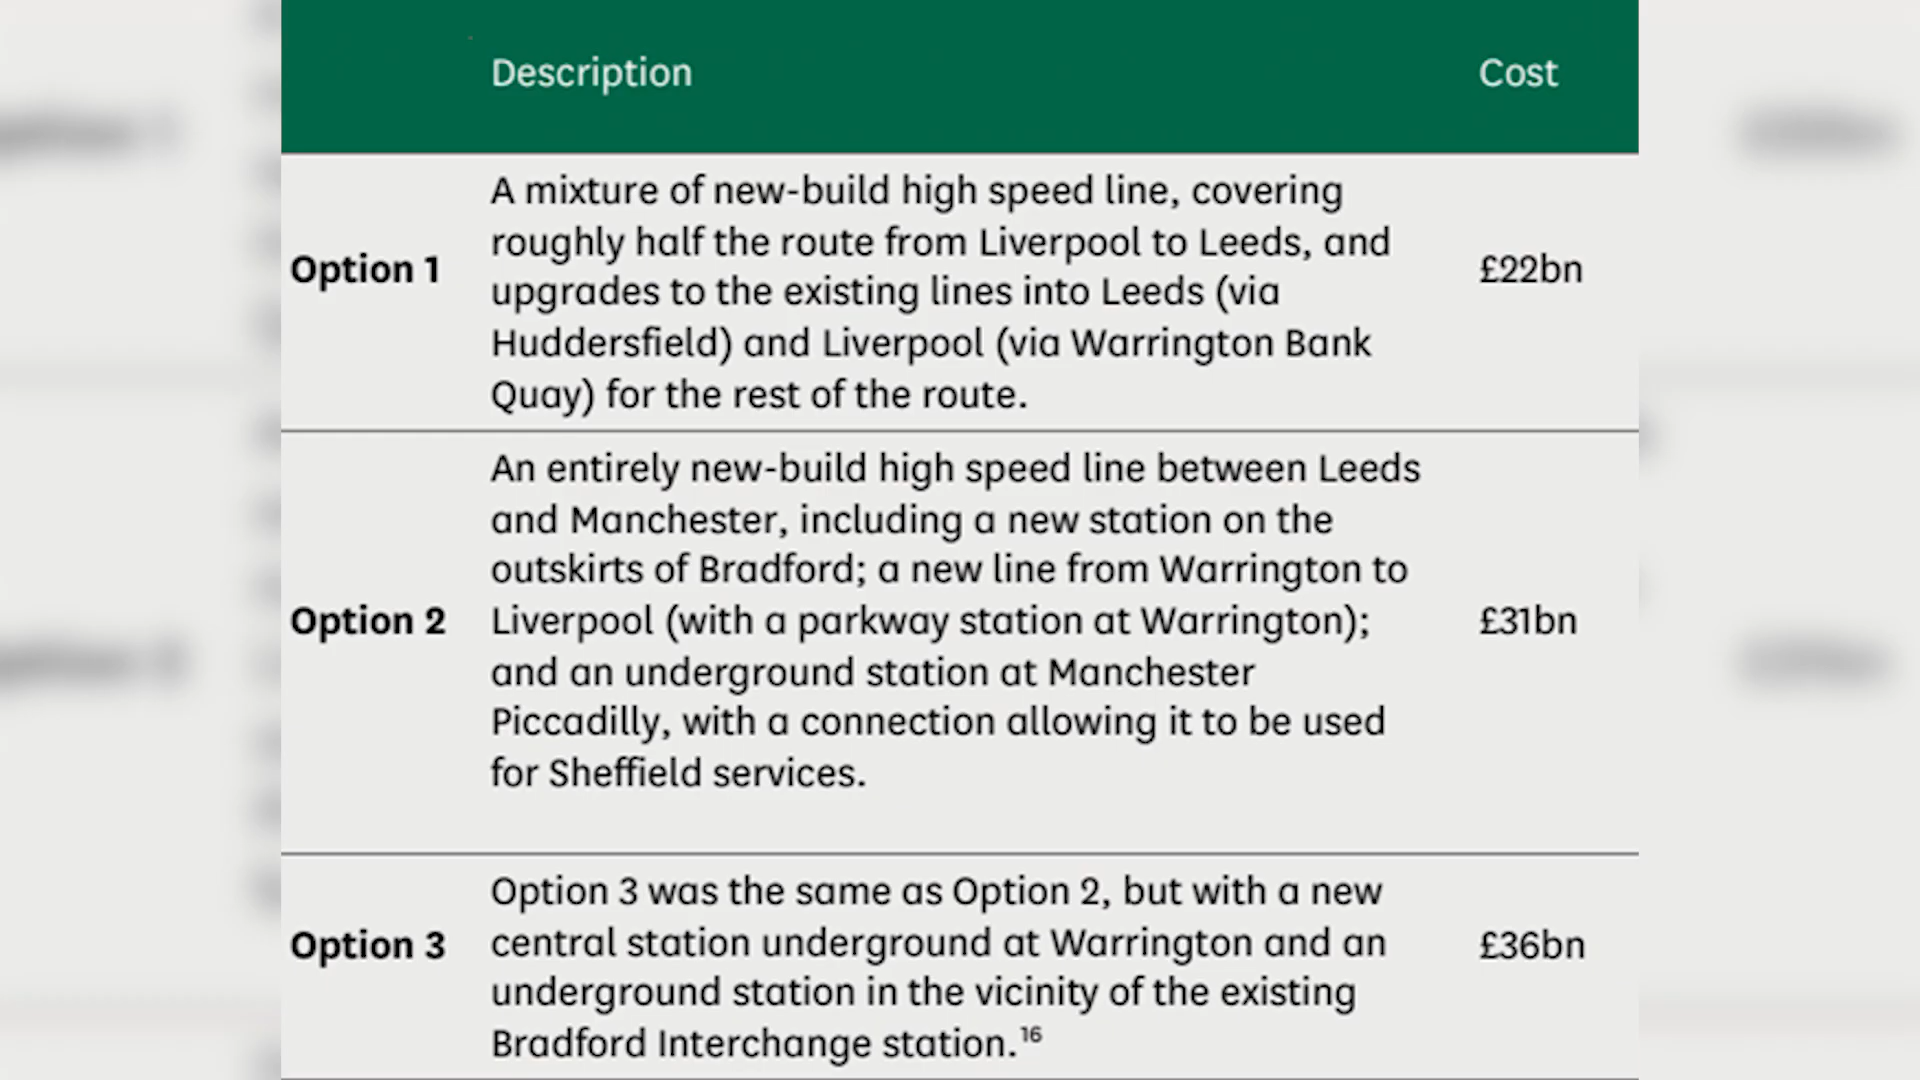 Description Cost
A mixture of new-build high speed line, covering
roughly half the route from Liverpool to Leeds, and
Option 1 upgrades to the existing lines into Leeds (via £22bn
Huddersfield) and Liverpool (via Warrington Bank
Quay) for the rest of the route.
An entirely new-build high speed line between Leeds
and Manchester, including a new station on the
outskirts of Bradford; a new line from Warrington to
Option 2 Liverpool (with a parkway station at Warrington); £31bn
and an underground station at Manchester
Piccadilly, with a connection allowing it to be used
for Sheffield services.
Option 3 was the same as Option 2, but with a new
Option 3 central station underground at Warrington and an £36bn
underground station in the vicinity of the existing
Bradford Interchange station.¹⁶